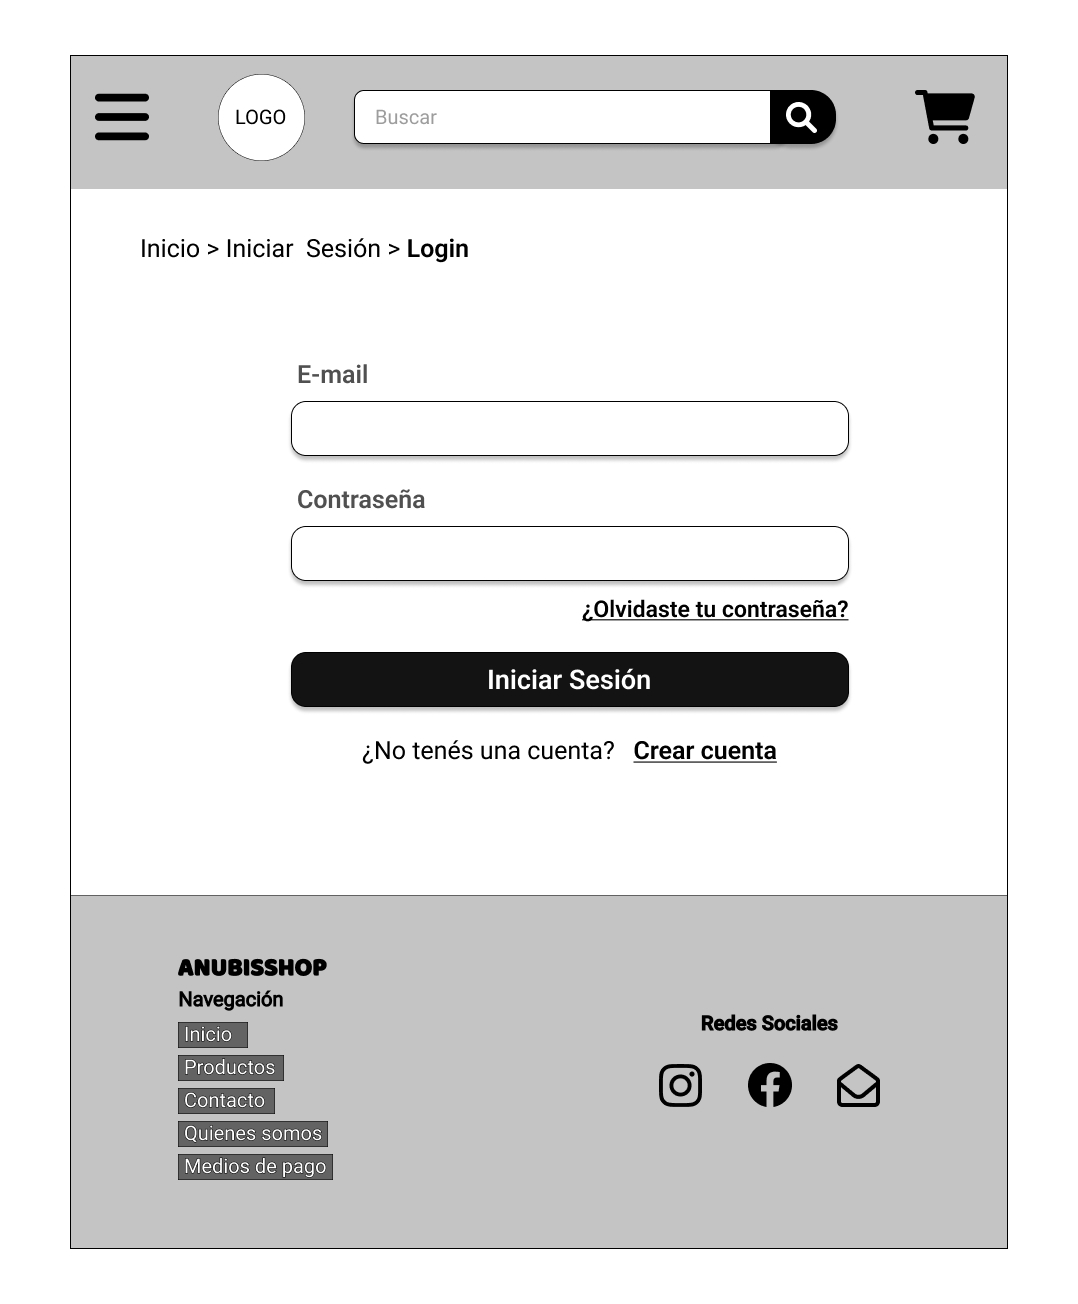 LOGO
Buscar
Inicio > Iniciar  Sesión > Login
E-mail
Contraseña
¿Olvidaste tu contraseña?
Iniciar Sesión
¿No tenés una cuenta?   Crear cuenta
ANUBISSHOP
Navegación
Inicio
Productos
Contacto
Quienes somos
Medios de pago
Redes Sociales